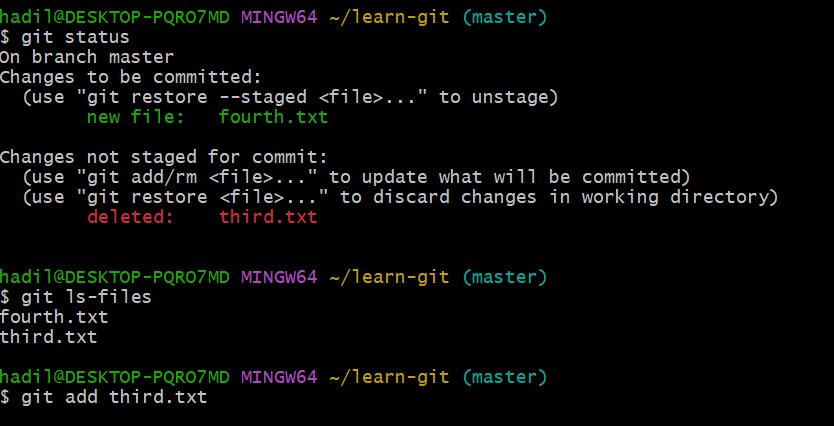 hadil@DESKTOP-PQRO7MD MINGW64 ~/learn-git (master)
$ git status
On branch master
Changes to be committed:
  (use "git restore --staged <file>..." to unstage)
        new file:   fourth.txt

Changes not staged for commit:
  (use "git add/rm <file>..." to update what will be committed)
  (use "git restore <file>..." to discard changes in working directory)
        deleted:    third.txt


hadil@DESKTOP-PQRO7MD MINGW64 ~/learn-git (master)
$ git ls-files
fourth.txt
third.txt

hadil@DESKTOP-PQRO7MD MINGW64 ~/learn-git (master)
$ git add third.txt